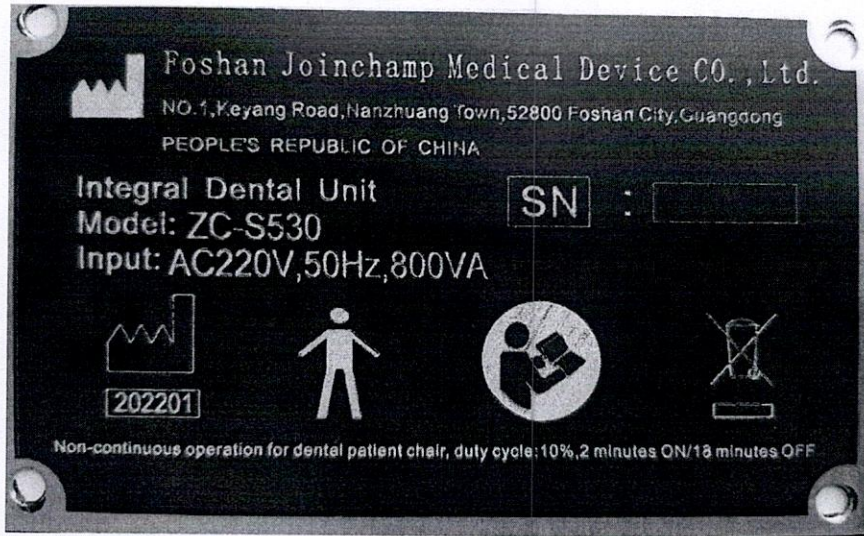 Foshan Joinchamp Medical Device CO.,Ltd.
NO.1,Keyang Road,Nanzhuang Town,52800 Foshan City,Guangdong
PEOPLE'S REPUBLIC OF CHINA
Integral Dental Unit
SN :
Model: ZC-S530
Input: AC220V,50Hz,800VA
202201
Non-continuous operation for dental patient chair, duty cycle:10%,2 minutes ON/18 minutes OFF